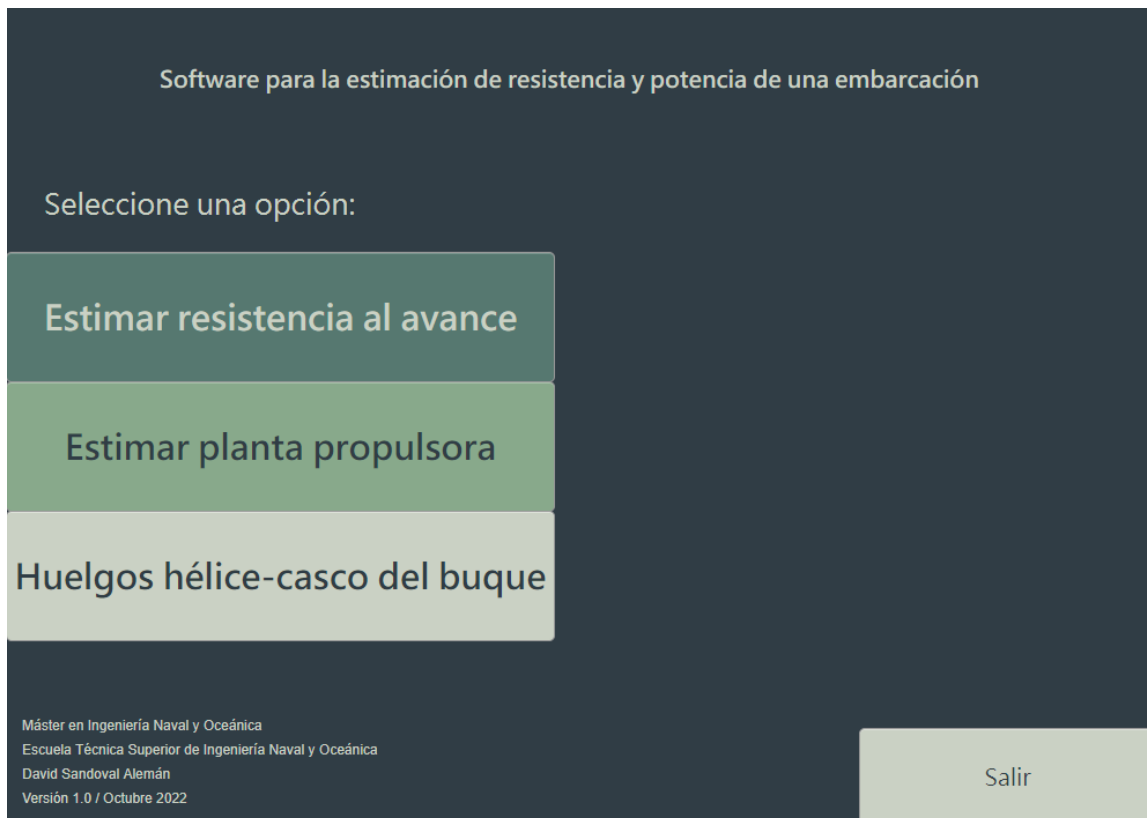 Software para la estimación de resistencia y potencia de una embarcación
Seleccione una opción:
Estimar resistencia al avance
Estimar planta propulsora
Huelgos hélice-casco del buque
Máster en Ingeniería Naval y Oceánica
Escuela Técnica Superior de Ingeniería Naval y Oceánica
David Sandoval Alemán
Versión 1.0 / Octubre 2022
Salir